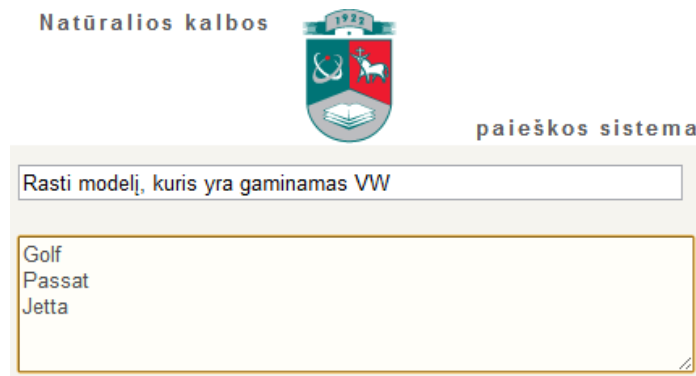 Natūralios kalbos
1922
paieškos sistema
Rasti modelį, kuris yra gaminamas VW
Golf
Passat
Jetta